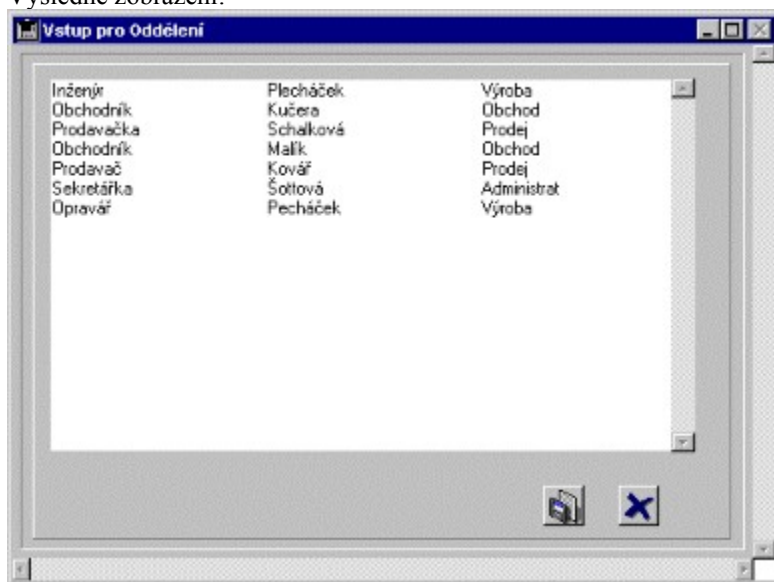 Výsledné zobrazení:
Vstup pro Oddělení
Inženýr Plecháček Výroba
Obchodník Kučera Obchod
Prodavačka Schalková Prodej
Obchodník Malík Obchod
Prodavač Kovář Prodej
Sekretářka Šottová Administrat
Opravář Pecháček Výroba